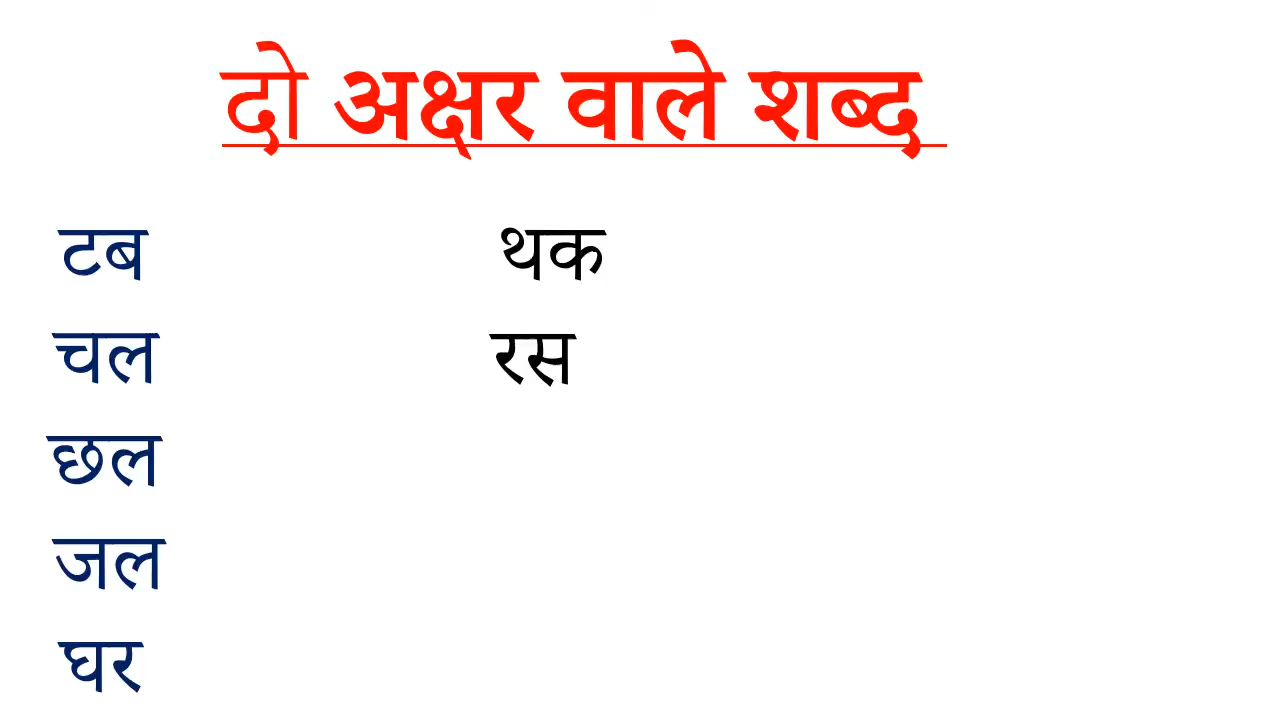 दो अक्षर वाले शब्द
टब
चल
छल
जल
घर
थक
रस